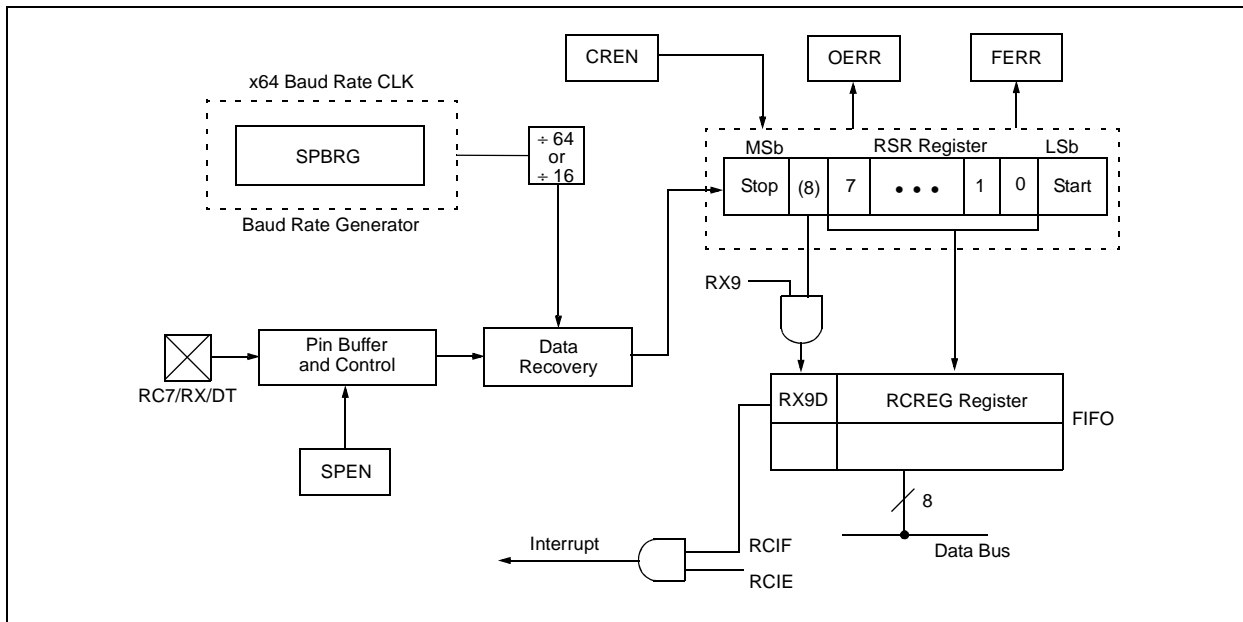 CREN
OERR
FERR
x64 Baud Rate CLK
SPBRG
Baud Rate Generator
÷ 64
or
÷ 16
MSb
RSR Register
LSb
Stop
(8)
7
• • •
1
0
Start
RX9
RC7/RX/DT
Pin Buffer
and Control
Data
Recovery
SPEN
RX9D
RCREG Register
FIFO
8
Data Bus
Interrupt
RCIF
RCIE